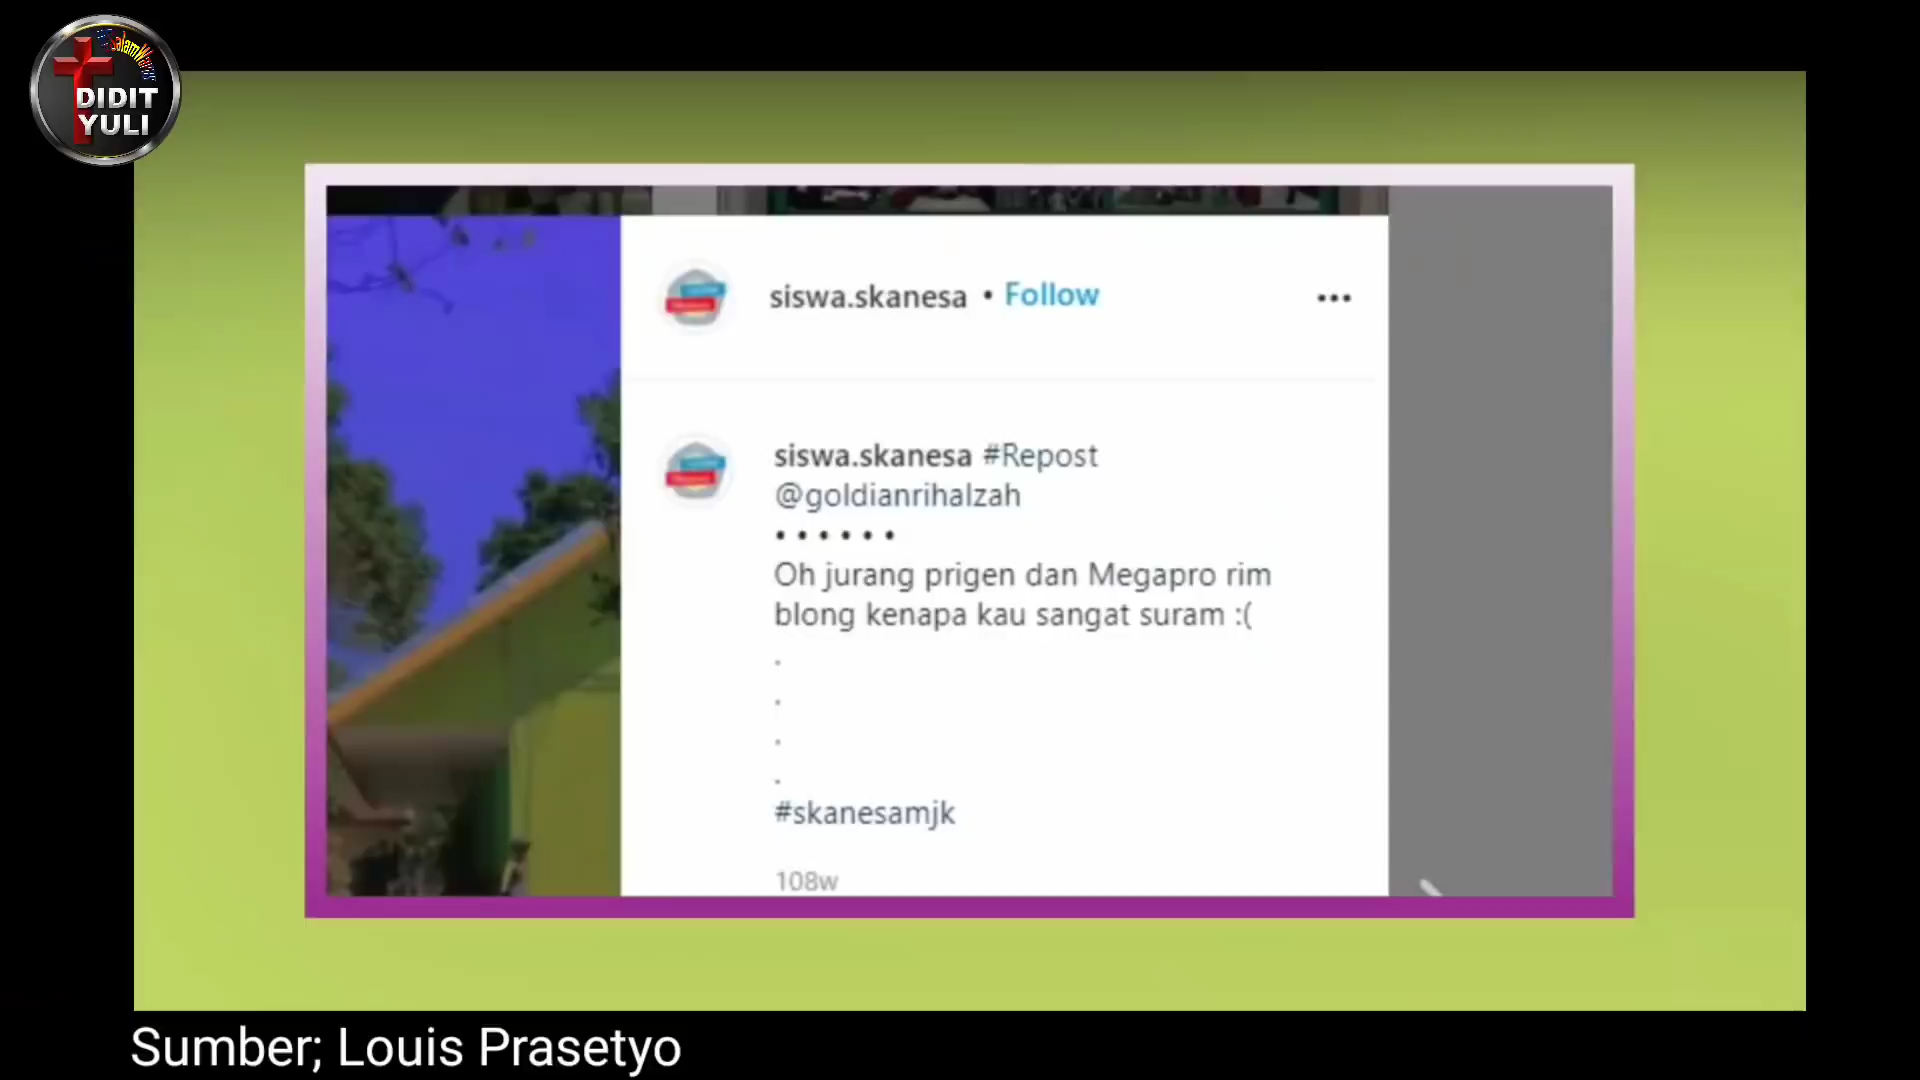 DIDIT
YULI
siswa.skanesa • Follow
siswa.skanesa #Repost
@goldianrihalzah
• • • • • •
Oh jurang prigen dan Megapro rim
blong kenapa kau sangat suram :(
.
.
.
.
#skanesamjk
108w
Sumber; Louis Prasetyo